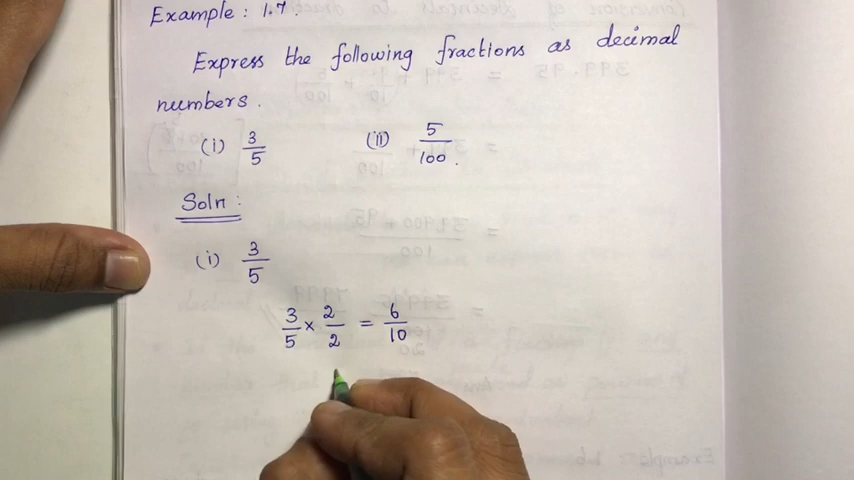 Example: 1.7.
Express the following fractions as decimal
numbers.
(i) 3/5 (ii) 5/100.
Soln:
(i) 3/5
3/5 × 2/2 = 6/10